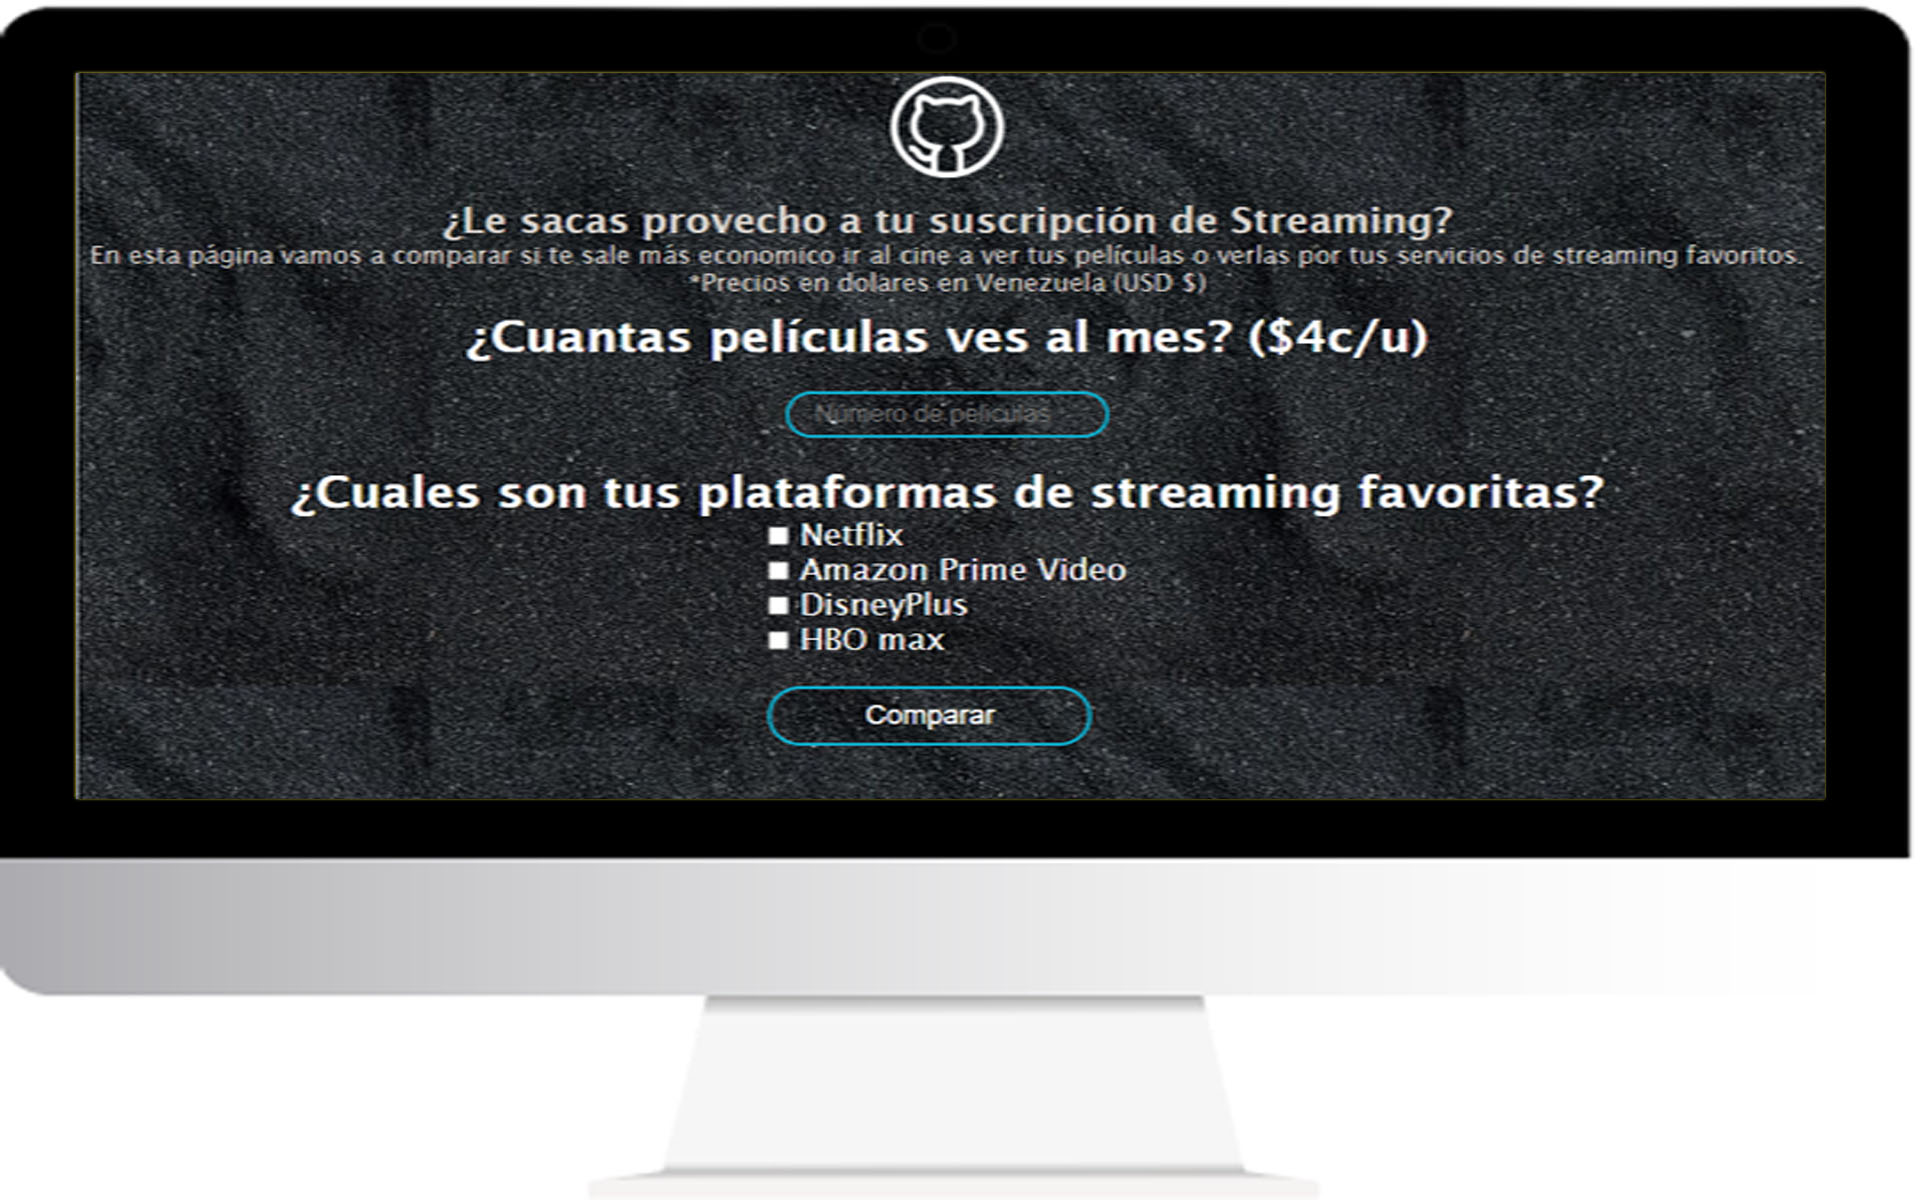 ¿Le sacas provecho a tu suscripción de Streaming?
En esta página vamos a comparar si te sale más economico ir al cine a ver tus películas o verlas por tus servicios de streaming favoritos.
*Precios en dolares en Venezuela (USD $)
¿Cuantas películas ves al mes? ($4c/u)
Número de películas
¿Cuales son tus plataformas de streaming favoritas?
Netflix
Amazon Prime Video
DisneyPlus
HBO max
Comparar